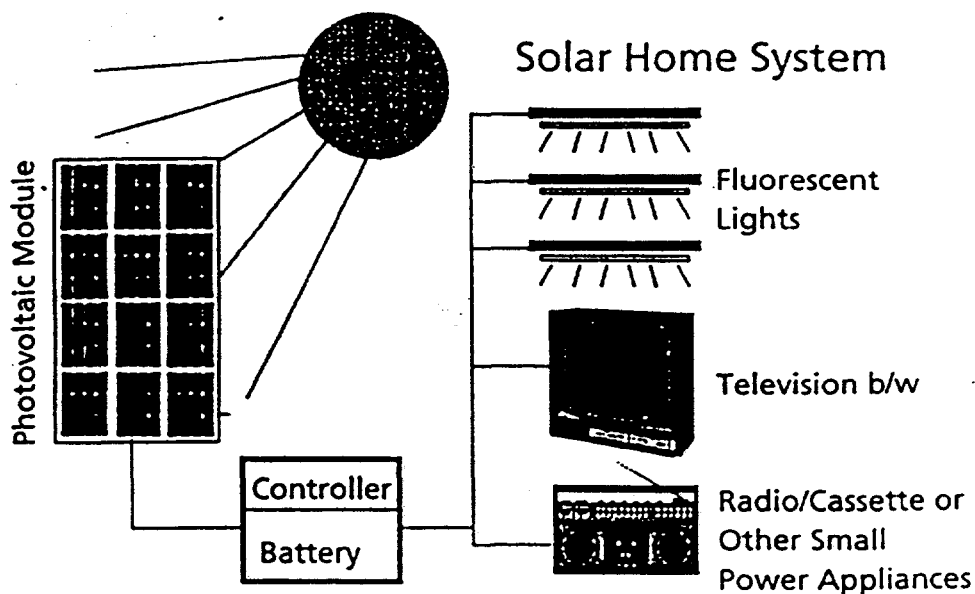 Solar Home System
Photovoltaic Module
Fluorescent
Lights
Television b/w
Controller
Battery
Radio/Cassette or
Other Small
Power Appliances